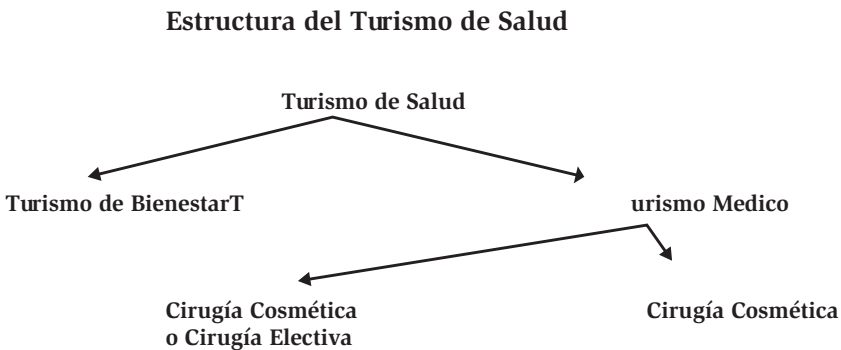 Estructura del Turismo de Salud
Turismo de Salud
Turismo de BienestarT urismo Medico
Cirugía Cosmética Cirugía Cosmética
o Cirugía Electiva